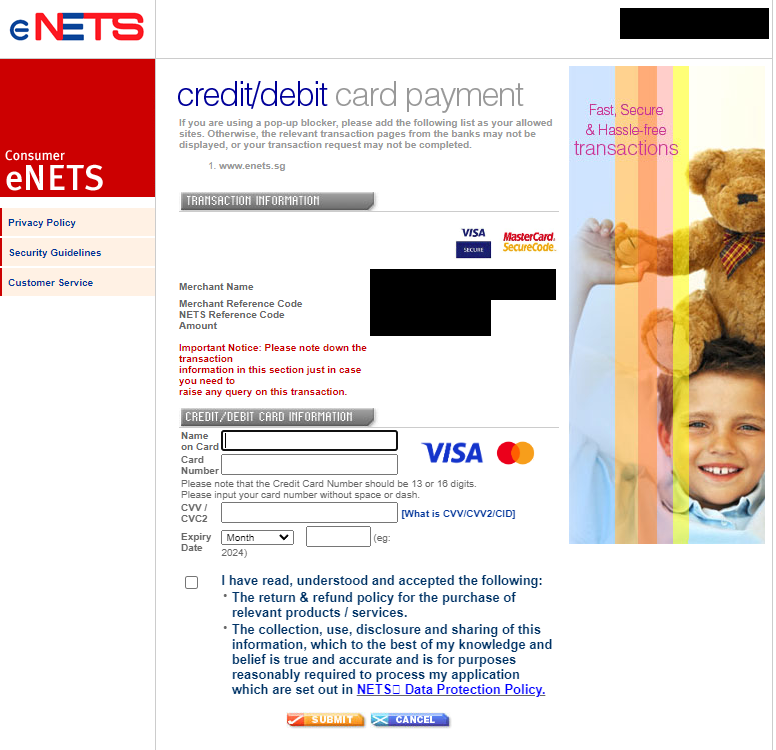 eNETS
credit/debit card payment
If you are using a pop-up blocker, please add the following list as your allowed
sites. Otherwise, the relevant transaction pages from the banks may not be
displayed, or your transaction request may not be completed.
1. www.enets.sg
Consumer
eNETS
Privacy Policy
Security Guidelines
Customer Service
Fast, Secure
& Hassle-free
transactions
TRANSACTION INFORMATION
VISA
SECURE
MasterCard.
SecureCode.
Merchant Name
Merchant Reference Code
NETS Reference Code
Amount
Important Notice: Please note down the
transaction
information in this section just in case
you need to
raise any query on this transaction.
CREDIT/DEBIT CARD INFORMATION
Name
on Card
VISA
Card
Number
Please note that the Credit Card Number should be 13 or 16 digits.
Please input your card number without space or dash.
CVV /
CVC2
[What is CVV/CVV2/CID]
Expiry
Date
Month
(eg:
2024)
I have read, understood and accepted the following:
· The return & refund policy for the purchase of
relevant products / services.
· The collection, use, disclosure and sharing of this
information, which to the best of my knowledge and
belief is true and accurate and is for purposes
reasonably required to process my application
which are set out in NETS▯ Data Protection Policy.
SUBMIT
CANCEL